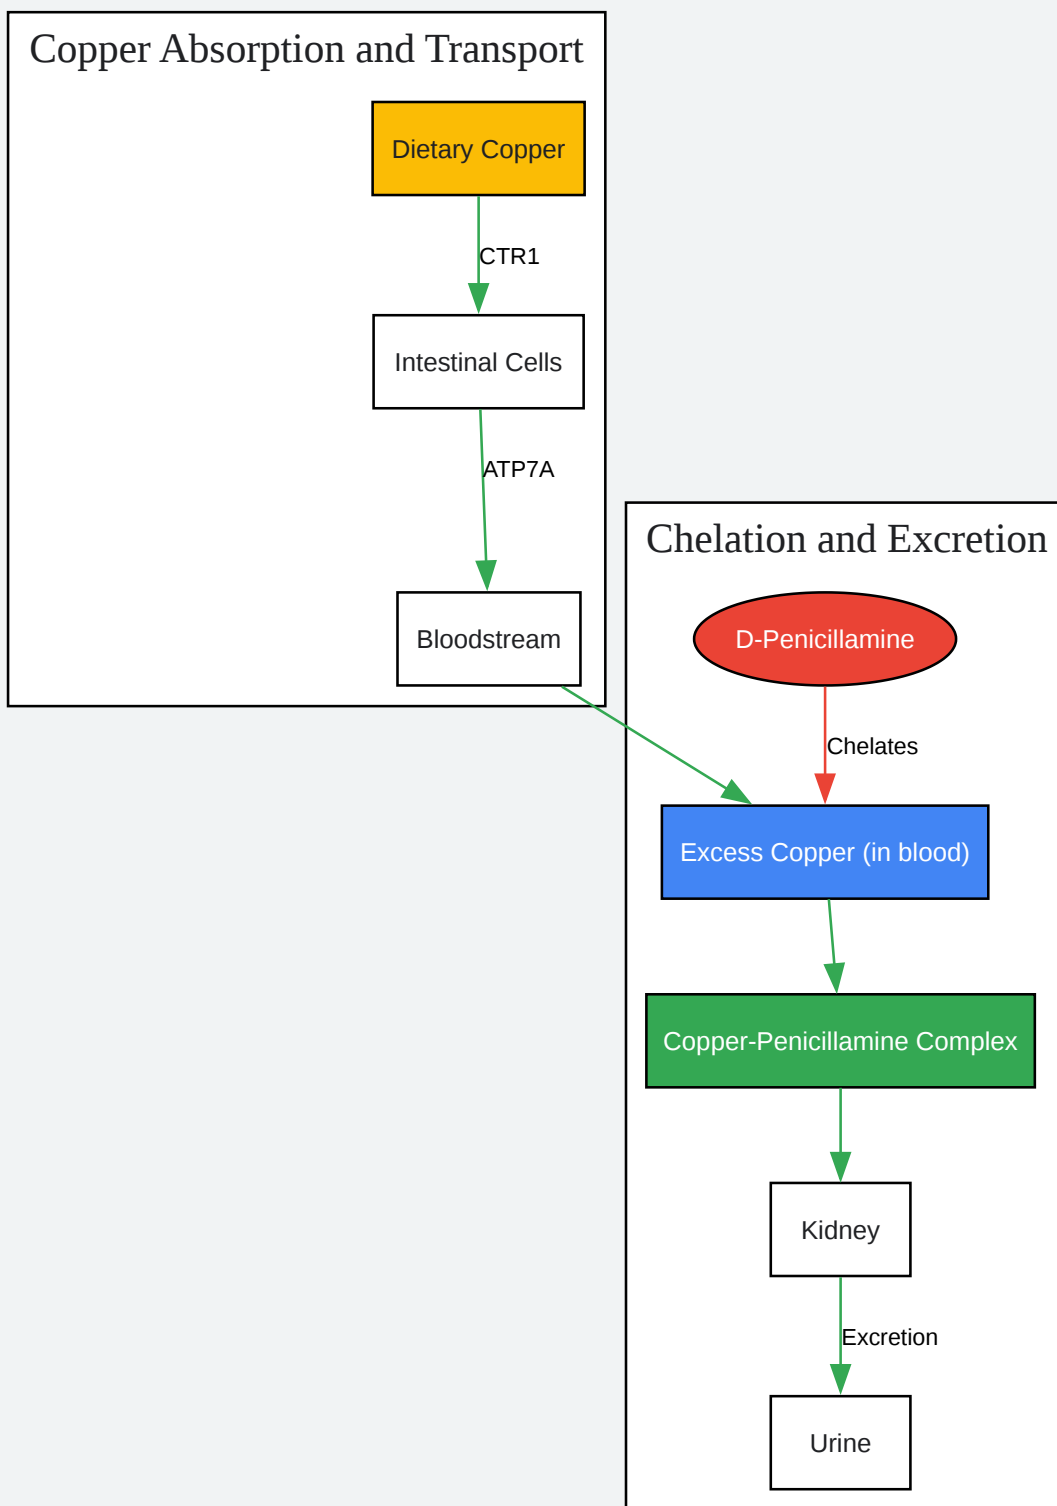 Copper Absorption and Transport
Dietary Copper
CTR1
Intestinal Cells
ATP7A
Bloodstream
Chelation and Excretion
D-Penicillamine
Chelates
Excess Copper (in blood)
Copper-Penicillamine Complex
Kidney
Excretion
Urine